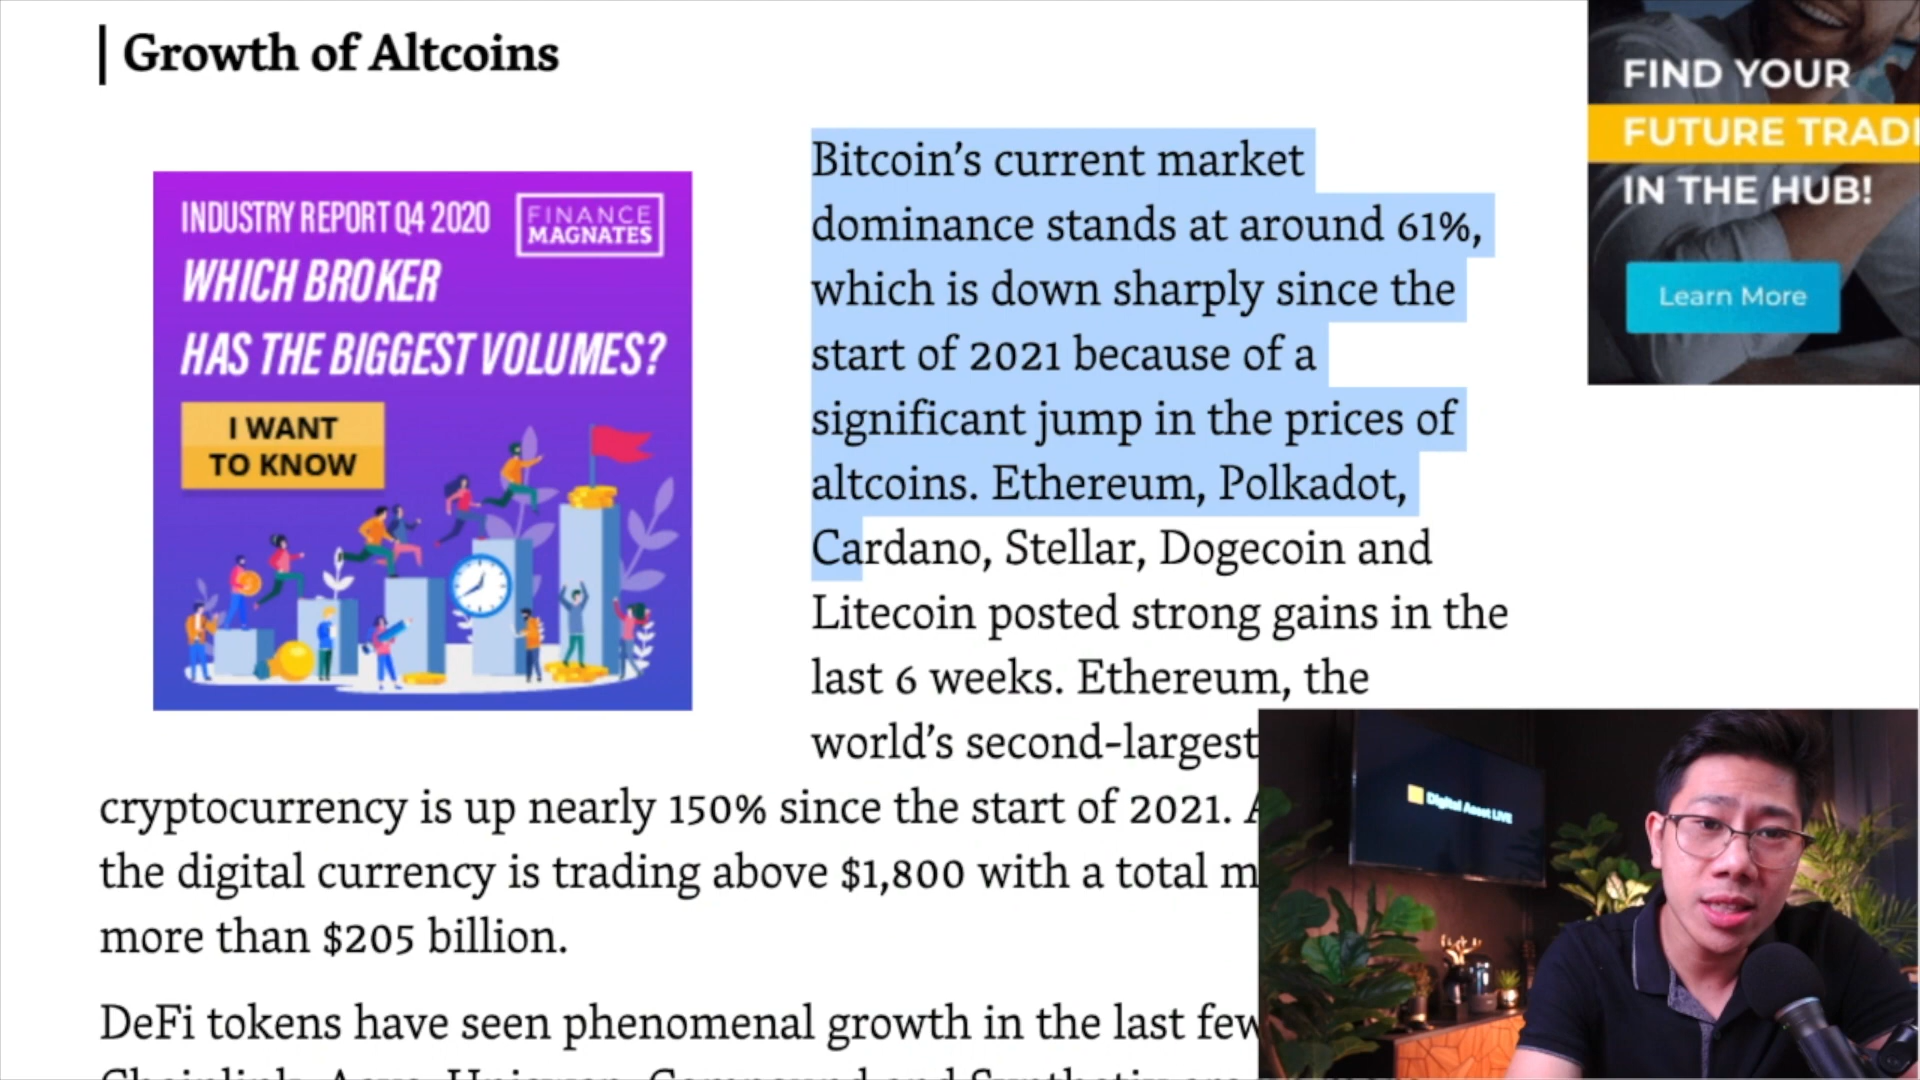 Growth of Altcoins
INDUSTRY REPORT Q4 2020
FINANCE
MAGNATES
WHICH BROKER
HAS THE BIGGEST VOLUMES?
I WANT
TO KNOW
Bitcoin’s current market
dominance stands at around 61%,
which is down sharply since the
start of 2021 because of a
significant jump in the prices of
altcoins. Ethereum, Polkadot,
Cardano, Stellar, Dogecoin and
Litecoin posted strong gains in the
last 6 weeks. Ethereum, the
world’s second-largest
cryptocurrency is up nearly 150% since the start of 2021.
the digital currency is trading above $1,800 with a total
more than $205 billion.
DeFi tokens have seen phenomenal growth in the last few
FIND YOUR
FUTURE
IN THE HUB!
Learn More
Digital Asset LIVE